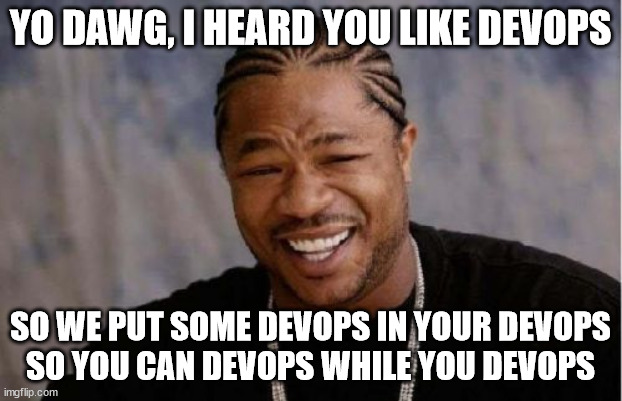 YO DAWG, I HEARD YOU LIKE DEVOPS
SO WE PUT SOME DEVOPS IN YOUR DEVOPS
SO YOU CAN DEVOPS WHILE YOU DEVOPS
imgflip.com